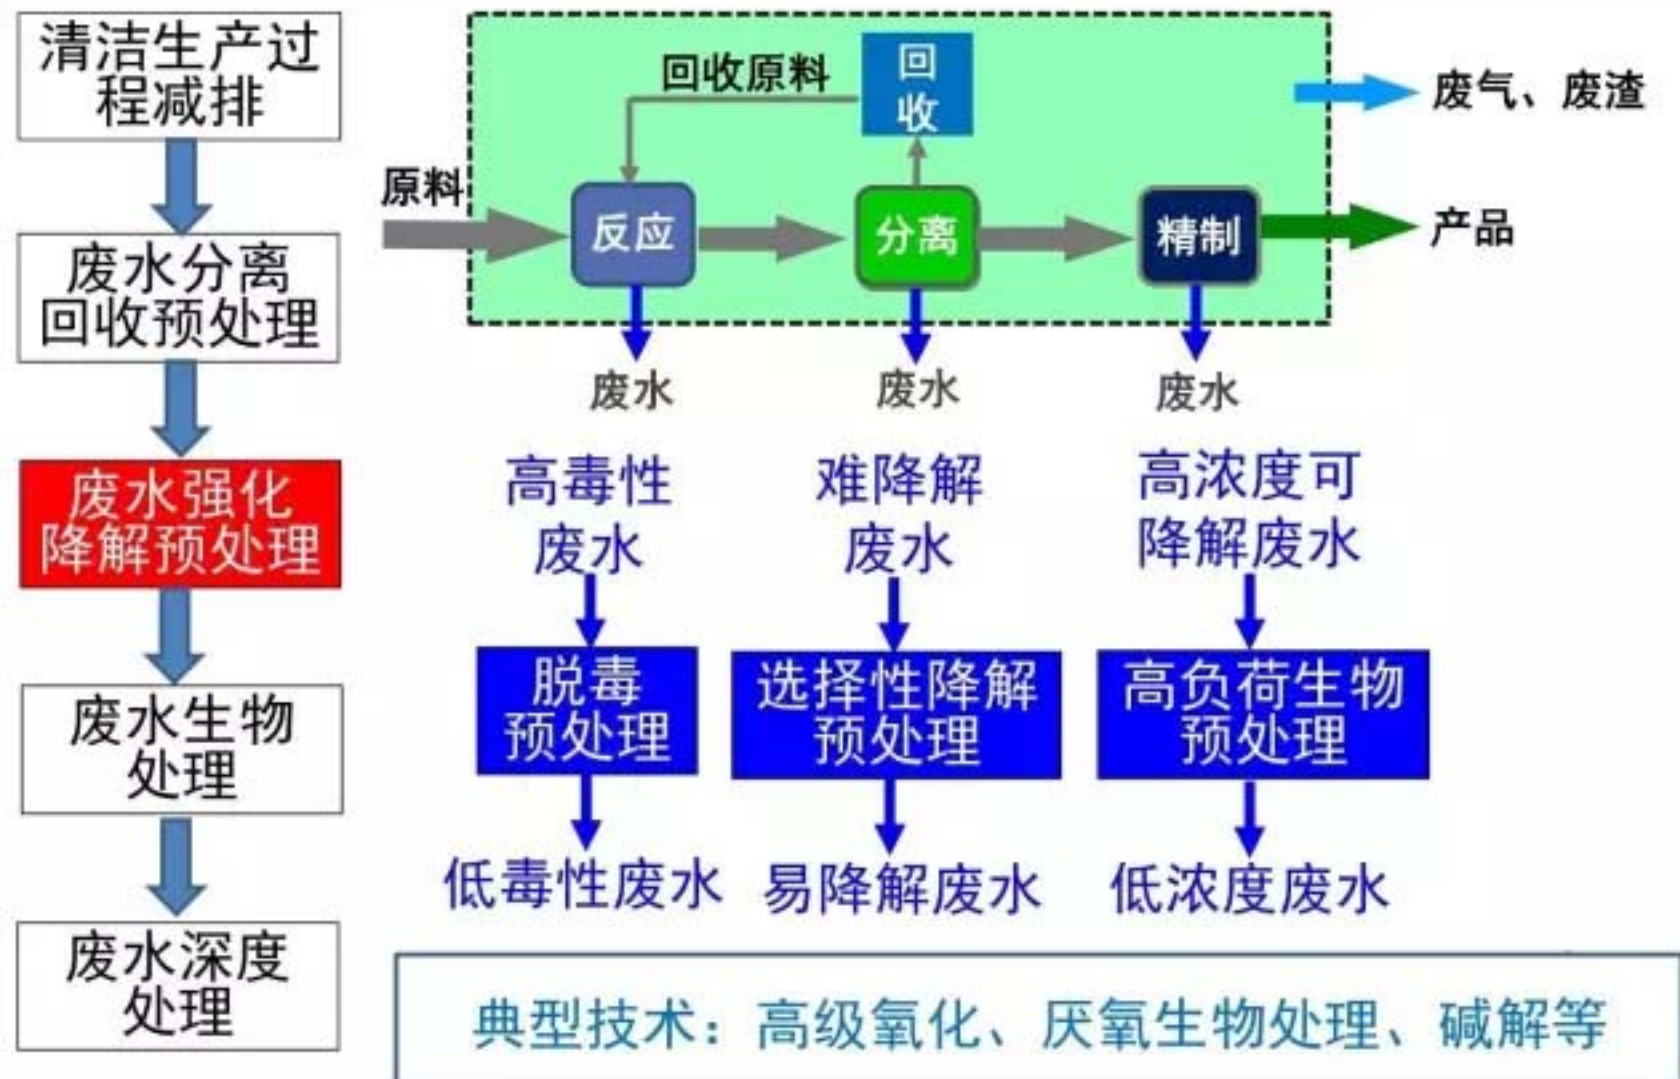 清洁生产过
程减排
废水分离
回收预处理
废水强化
降解预处理
废水生物
处理
废水深度
处理
回收原料
回
收
废气、废渣
原料
反应
分离
精制
产品
废水
废水
废水
高毒性
废水
难降解
废水
高浓度可
降解废水
脱毒
预处理
选择性降解
预处理
高负荷生物
预处理
低毒性废水
易降解废水
低浓度废水
典型技术：高级氧化、厌氧生物处理、碱解等